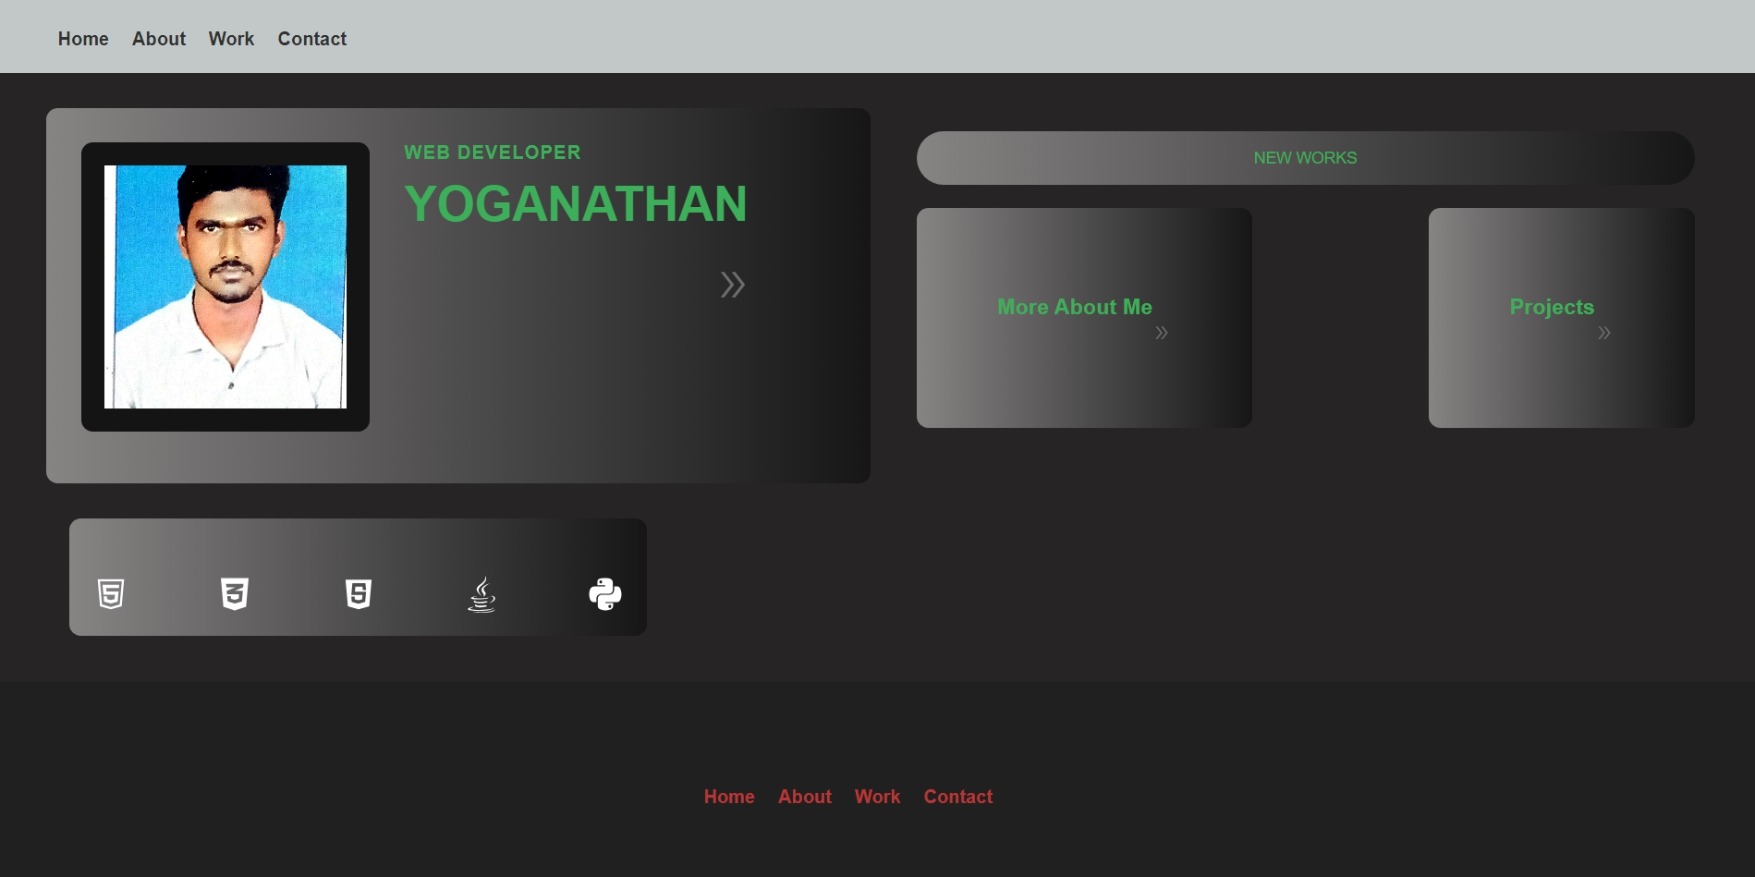 Home About Work Contact
WEB DEVELOPER
YOGANATHAN
NEW WORKS
More About Me
Projects
Home About Work Contact